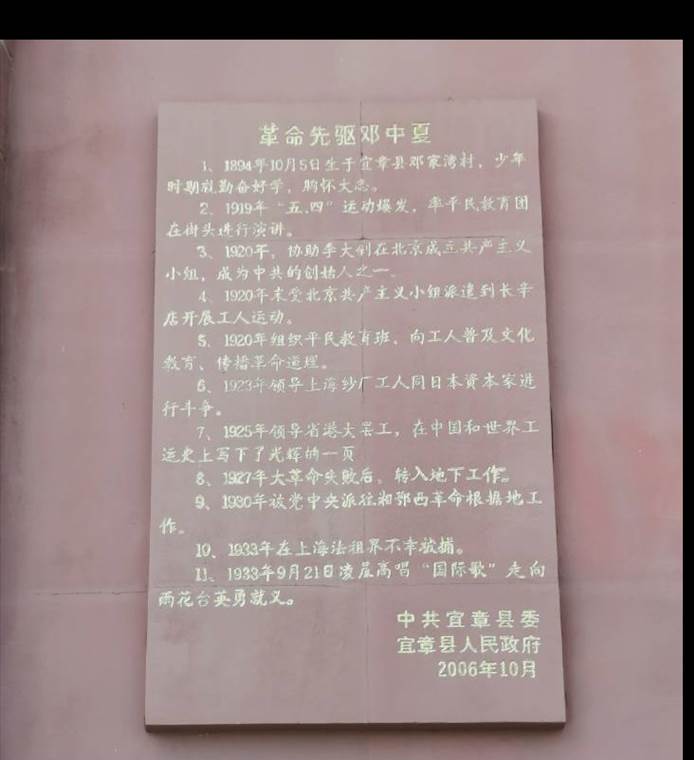 革命先驱邓中夏
1、1894年10月5日生于宜章县邓家湾村，少年
时期就勤奋好学，胸怀大志。
2、1919年“五.四”运动爆发，率平民教育团
在街头进行演讲。
3、1920年，协助李大钊在北京成立共产主义
小组，成为中共的创始人之一。
4、1920年末受北京共产主义小组派遣到长辛
店开展工人运动。
5、1920年组织平民教育班，向工人普及文化
教育、传播革命道理。
6、1923年领导上海纱厂工人同日本资本家进
行斗争。
7、1925年领导省港大罢工，在中国和世界工
运史上写下了光辉的一页
8、1927年大革命失败后，转入地下工作。
9、1930年被党中央派往湘鄂西革命根据地工
作。
10、1933年在上海法租界不幸被捕。
11、1933年9月21日凌晨高唱“国际歌”走向
雨花台英勇就义。
中共宜章县委
宜章县人民政府
2006年10月